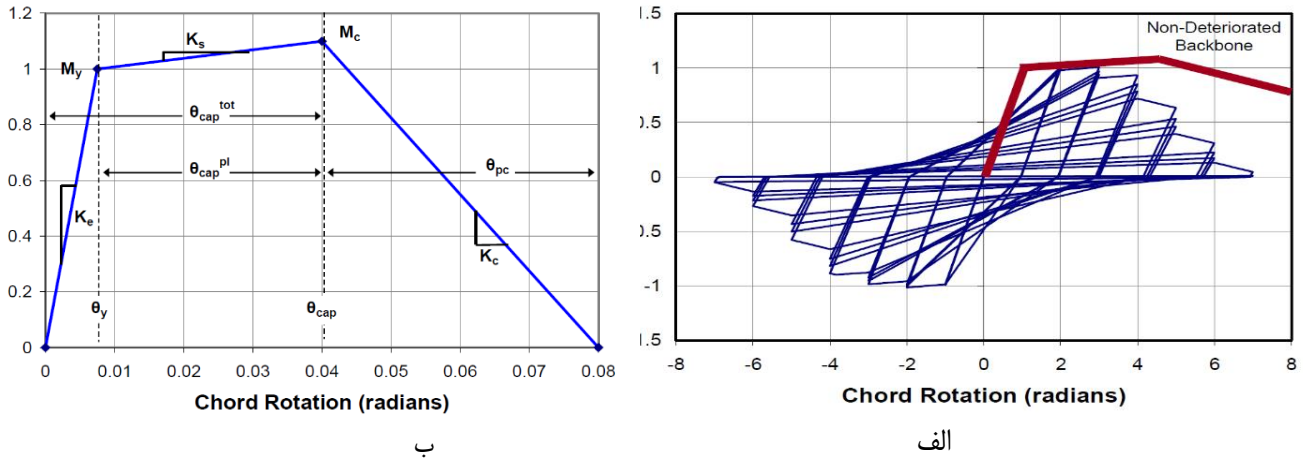 1.2
1
0.8
0.6
0.4
0.2
0
M_y
K_s
M_c
θ_cap^tot
θ_cap^pl
θ_pc
K_e
K_c
θ_y
θ_cap
0 0.01 0.02 0.03 0.04 0.05 0.06 0.07 0.08
Chord Rotation (radians)
ب
1.5
1
0.5
0
0.5
-1
1.5
Non-Deteriorated
Backbone
-8 -6 -4 -2 0 2 4 6 8
Chord Rotation (radians)
الف